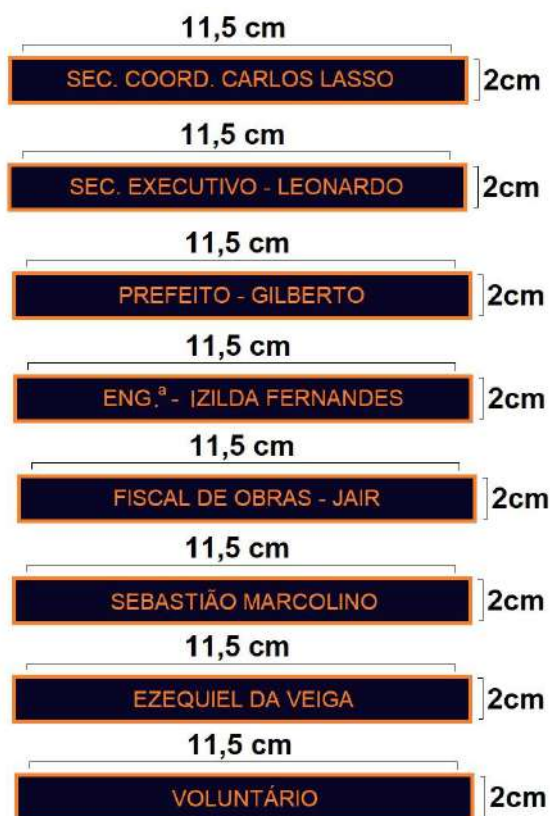 11,5 cm
SEC. COORD. CARLOS LASSO 2cm
11,5 cm
SEC. EXECUTIVO - LEONARDO 2cm
11,5 cm
PREFEITO - GILBERTO 2cm
11,5 cm
ENG.ª - IZILDA FERNANDES 2cm
11,5 cm
FISCAL DE OBRAS - JAIR 2cm
11,5 cm
SEBASTIÃO MARCOLINO 2cm
11,5 cm
EZEQUIEL DA VEIGA 2cm
11,5 cm
VOLUNTÁRIO 2cm